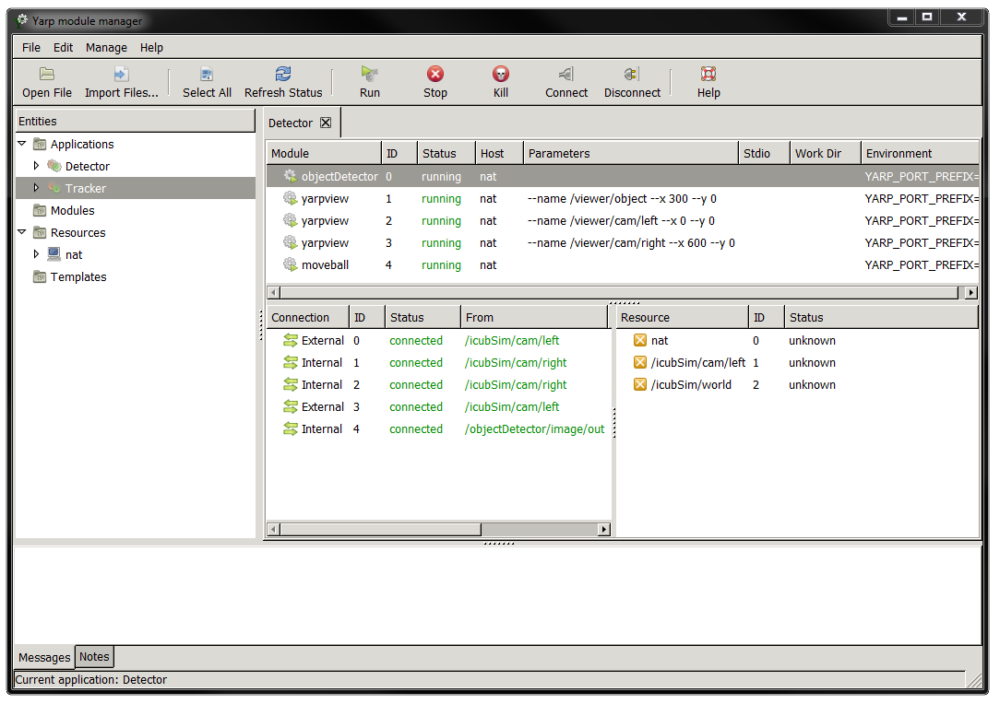 Yarp module manager
File Edit Manage Help
Open File Import Files... Select All Refresh Status Run Stop Kill Connect Disconnect Help
Entities
Applications
Detector
Tracker
Modules
Resources
nat
Templates
Detector
Module ID Status Host Parameters Stdio Work Dir Environment
objectDetector 0 running nat YARP_PORT_PREFIX=
yarpview 1 running nat --name /viewer/object --x 300 --y 0 YARP_PORT_PREFIX=
yarpview 2 running nat --name /viewer/cam/left --x 0 --y 0 YARP_PORT_PREFIX=
yarpview 3 running nat --name /viewer/cam/right --x 600 --y 0 YARP_PORT_PREFIX=
moveball 4 running nat YARP_PORT_PREFIX=
Connection ID Status From
External 0 connected /icubSim/cam/left
Internal 1 connected /icubSim/cam/right
Internal 2 connected /icubSim/cam/right
External 3 connected /icubSim/cam/left
Internal 4 connected /objectDetector/image/out
Resource ID Status
nat 0 unknown
/icubSim/cam/left 1 unknown
/icubSim/world 2 unknown
Messages Notes
Current application: Detector